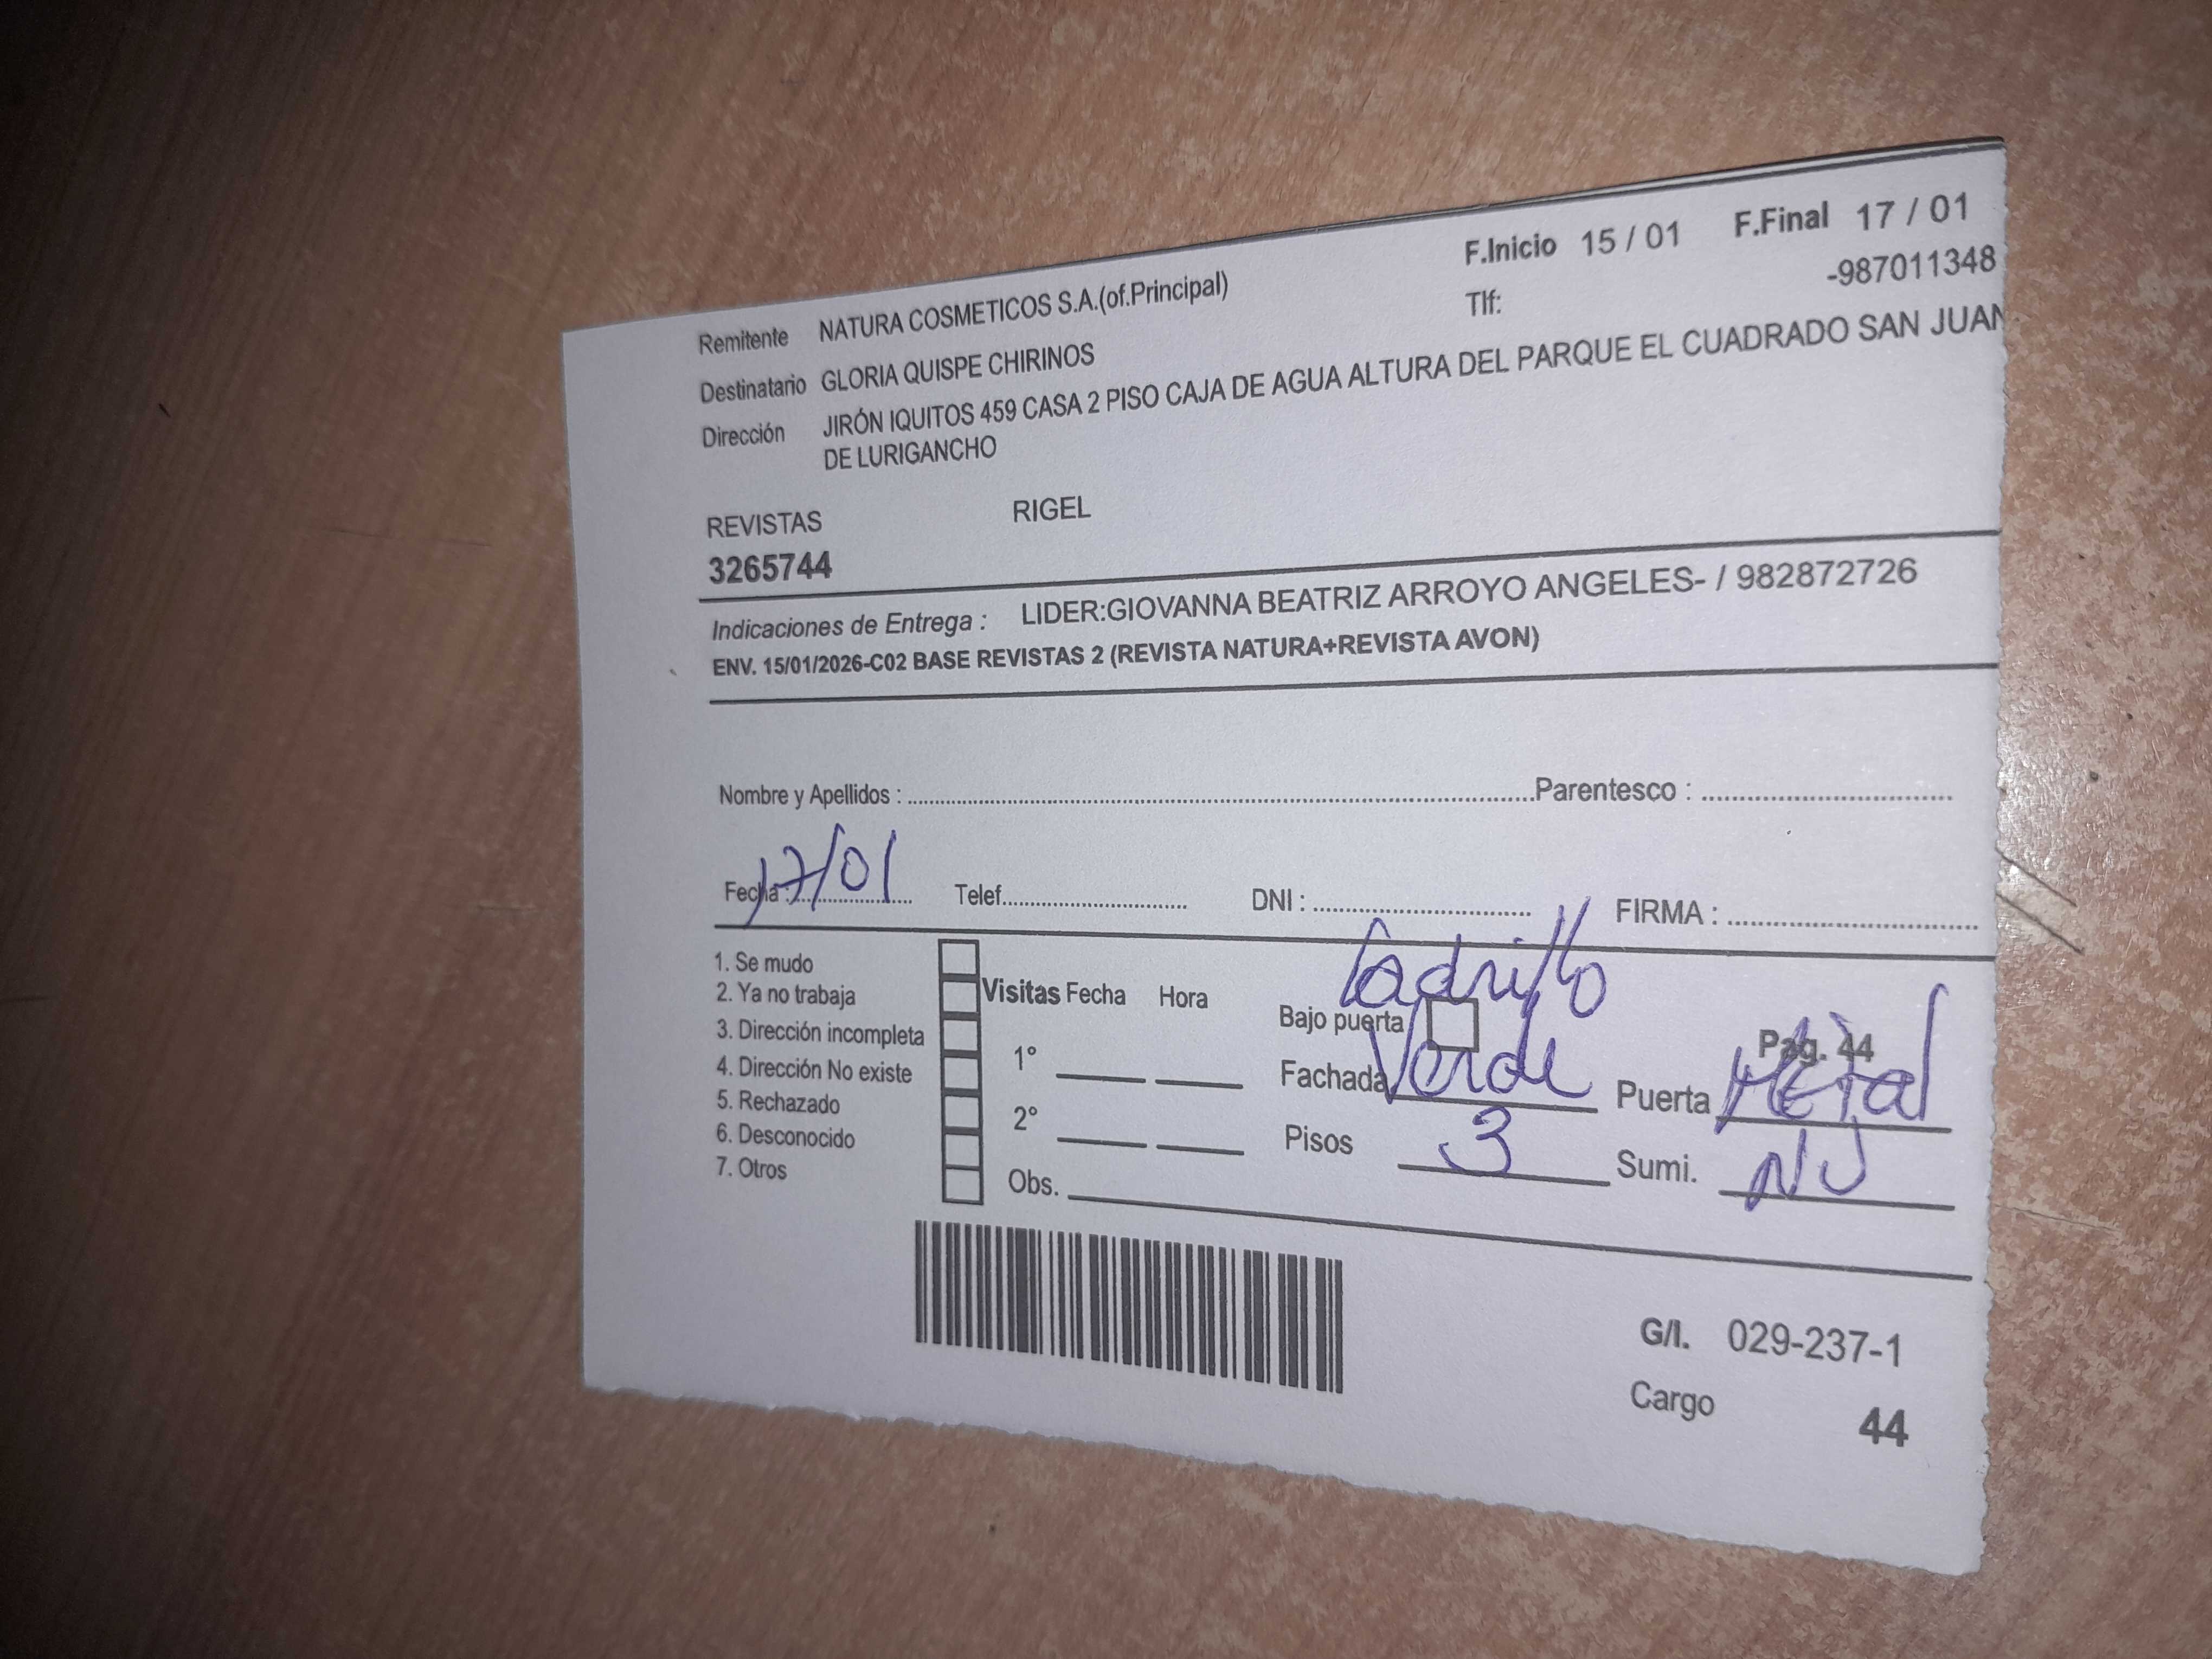 F.Inicio 15 / 01 F.Final 17 / 01
Remitente NATURA COSMETICOS S.A.(of.Principal) Tlf: -987011348
Destinatario GLORIA QUISPE CHIRINOS
Dirección JIRÓN IQUITOS 459 CASA 2 PISO CAJA DE AGUA ALTURA DEL PARQUE EL CUADRADO SAN JUAN
DE LURIGANCHO
REVISTAS RIGEL
3265744
Indicaciones de Entrega : LIDER:GIOVANNA BEATRIZ ARROYO ANGELES- / 982872726
ENV. 15/01/2026-C02 BASE REVISTAS 2 (REVISTA NATURA+REVISTA AVON)
Nombre y Apellidos : Parentesco :
Fecha : 17/01 Telef. DNI : FIRMA :
1. Se mudo
2. Ya no trabaja
3. Dirección incompleta
4. Dirección No existe
5. Rechazado
6. Desconocido
7. Otros
Visitas Fecha Hora
1°
2°
Obs.
Ladrillo
Bajo puerta Pag. 44
Fachada Verde Puerta Metal
Pisos 3 Sumi.
G/I. 029-237-1
Cargo 44